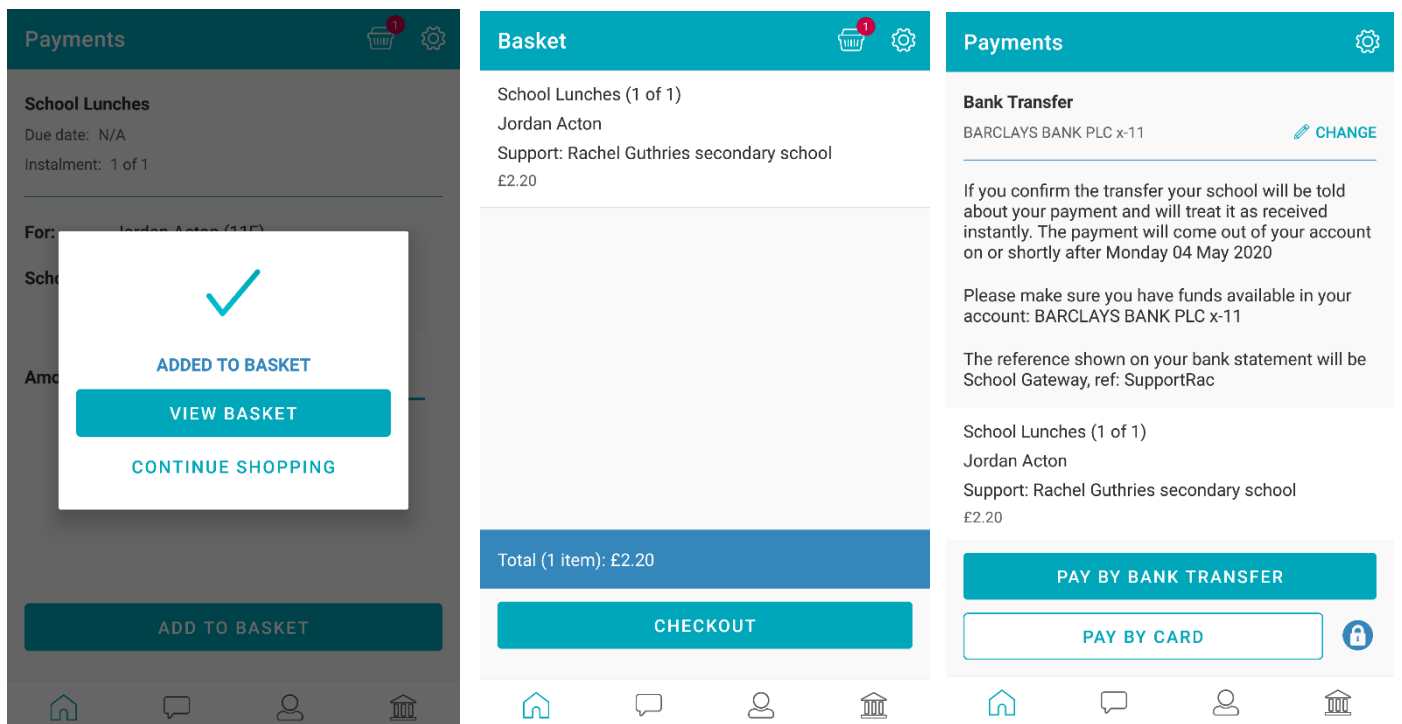 Payments
1
School Lunches
Due date: N/A
Instalment: 1 of 1
For: Jordan Acton (11F)
ADDED TO BASKET
VIEW BASKET
CONTINUE SHOPPING
ADD TO BASKET
Basket
1
School Lunches (1 of 1)
Jordan Acton
Support: Rachel Guthries secondary school
£2.20
Total (1 item): £2.20
CHECKOUT
Payments
Bank Transfer
BARCLAYS BANK PLC x-11
CHANGE
If you confirm the transfer your school will be told
about your payment and will treat it as received
instantly. The payment will come out of your account
on or shortly after Monday 04 May 2020
Please make sure you have funds available in your
account: BARCLAYS BANK PLC x-11
The reference shown on your bank statement will be
School Gateway, ref: SupportRac
School Lunches (1 of 1)
Jordan Acton
Support: Rachel Guthries secondary school
£2.20
PAY BY BANK TRANSFER
PAY BY CARD